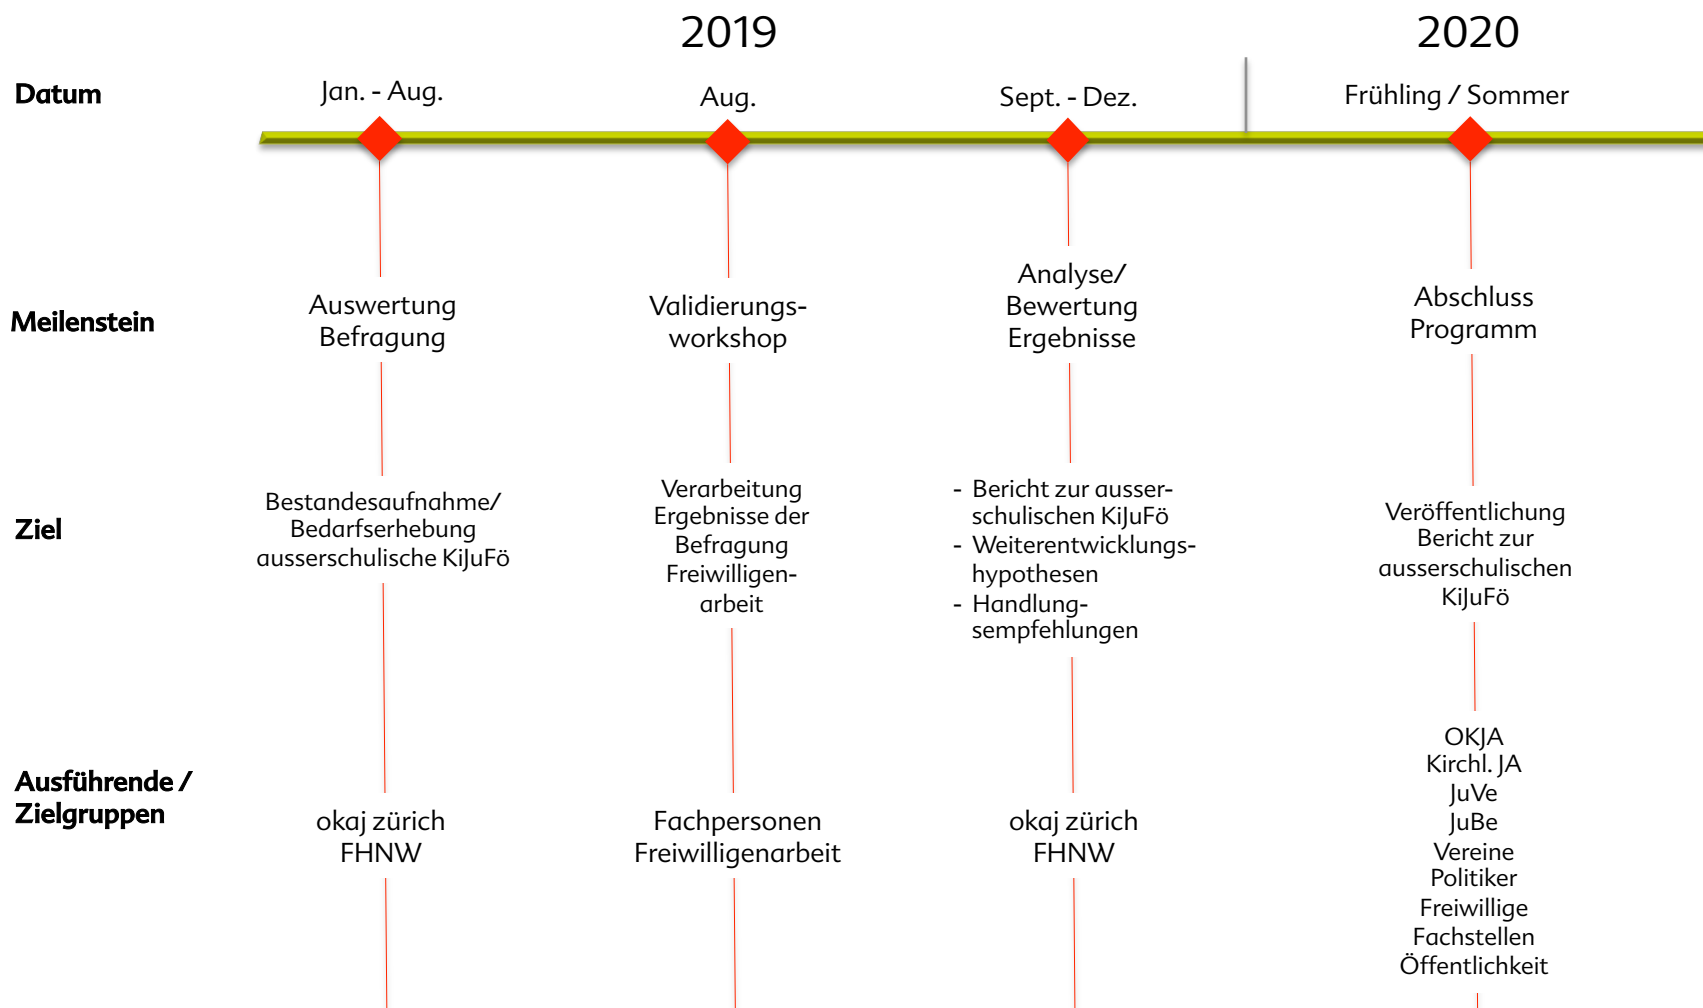 2019
2020
Datum
Jan. - Aug.
Aug.
Sept. - Dez.
Frühling / Sommer
Meilenstein
Auswertung
Befragung
Validierungs-
workshop
Analyse/
Bewertung
Ergebnisse
Abschluss
Programm
Ziel
Bestandesaufnahme/
Bedarfserhebung
ausserschulische KiJuFö
Verarbeitung
Ergebnisse der
Befragung
Freiwilligen-
arbeit
- Bericht zur ausser-
schulischen KiJuFö
- Weiterentwicklungs-
hypothesen
- Handlung-
sempfehlungen
Veröffentlichung
Bericht zur
ausserschulischen
KiJuFö
Ausführende /
Zielgruppen
okaj zürich
FHNW
Fachpersonen
Freiwilligenarbeit
okaj zürich
FHNW
OKJA
Kirchl. JA
JuVe
JuBe
Vereine
Politiker
Freiwillige
Fachstellen
Öffentlichkeit